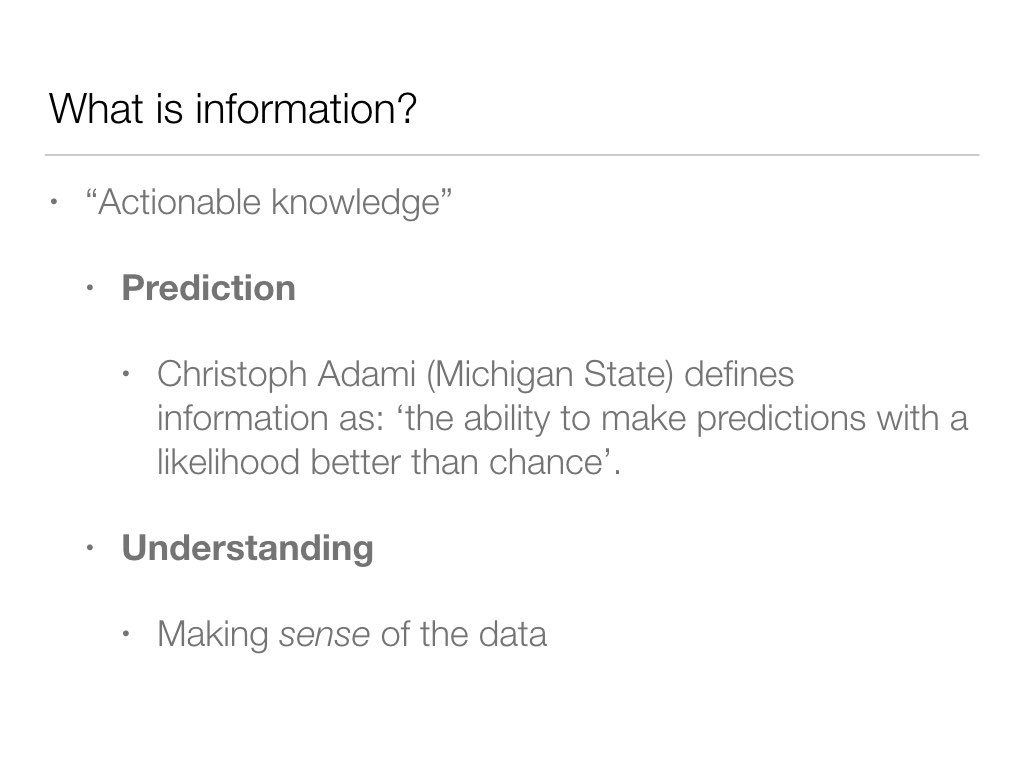 What is information?
• “Actionable knowledge”
• Prediction
• Christoph Adami (Michigan State) defines
information as: ‘the ability to make predictions with a
likelihood better than chance’.
• Understanding
• Making sense of the data